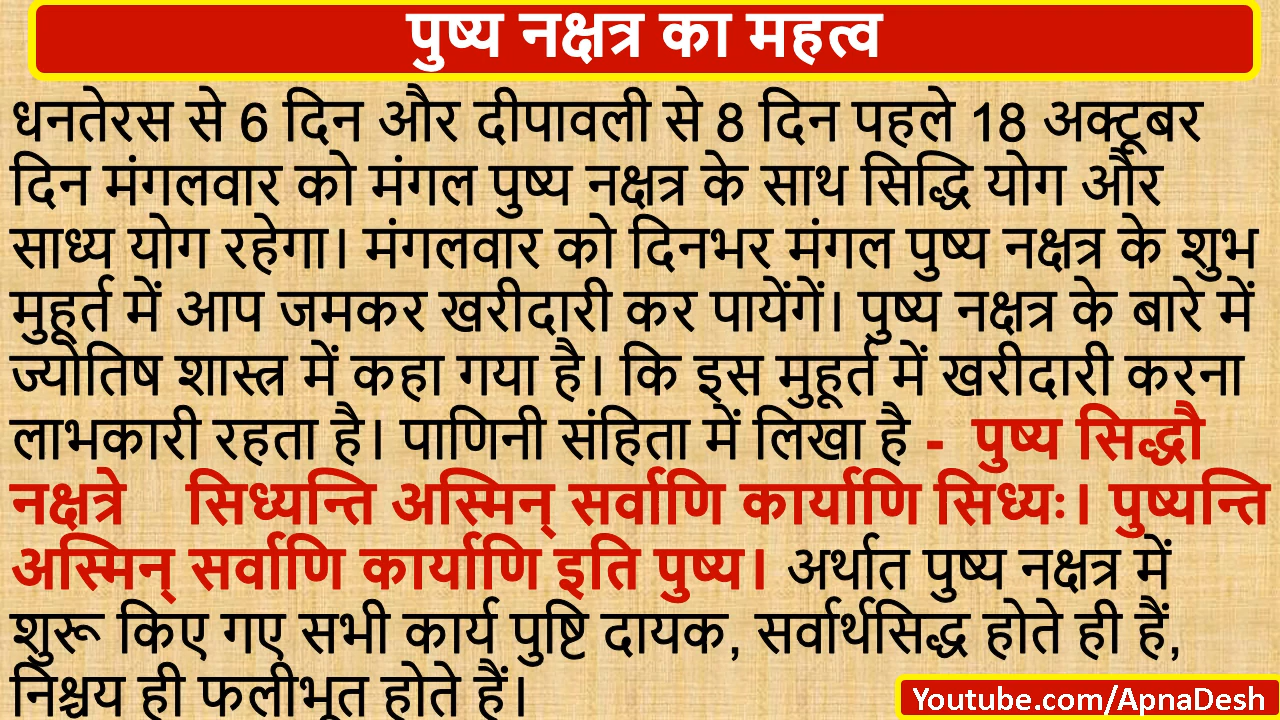 पुष्य नक्षत्र का महत्व
धनतेरस से 6 दिन और दीपावली से 8 दिन पहले 18 अक्टूबर
दिन मंगलवार को मंगल पुष्य नक्षत्र के साथ सिद्धि योग और
साध्य योग रहेगा। मंगलवार को दिनभर मंगल पुष्य नक्षत्र के शुभ
मुहूर्त में आप जमकर खरीदारी कर पायेंगें। पुष्य नक्षत्र के बारे में
ज्योतिष शास्त्र में कहा गया है। कि इस मुहूर्त में खरीदारी करना
लाभकारी रहता है। पाणिनी संहिता में लिखा है - पुष्य सिद्धौ
नक्षत्रे सिध्यन्ति अस्मिन् सर्वाणि कार्याणि सिध्यः। पुष्यन्ति
अस्मिन् सर्वाणि कार्याणि इति पुष्य। अर्थात पुष्य नक्षत्र में
शुरू किए गए सभी कार्य पुष्टि दायक, सर्वार्थसिद्ध होते ही हैं,
निश्चय ही फलीभूत होते हैं।
Youtube.com/ApnaDesh